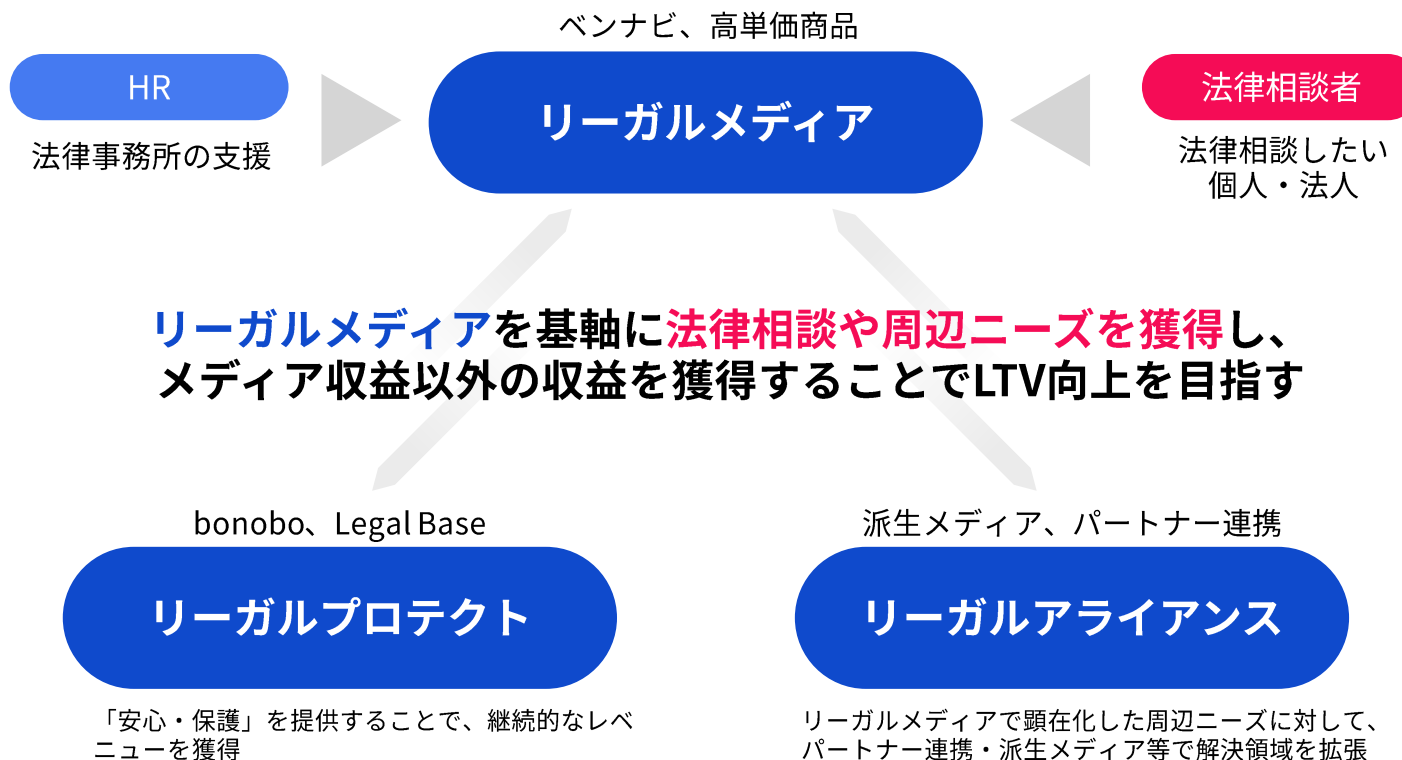 ベンナビ、高単価商品
HR
リーガルメディア
法律相談者
法律事務所の支援
法律相談したい
個人・法人
リーガルメディアを基軸に法律相談や周辺ニーズを獲得し、
メディア収益以外の収益を獲得することでLTV向上を目指す
bonobo、Legal Base
リーガルプロテクト
「安心・保護」を提供することで、継続的なレベ
ニューを獲得
派生メディア、パートナー連携
リーガルアライアンス
リーガルメディアで顕在化した周辺ニーズに対して、
パートナー連携・派生メディア等で解決領域を拡張